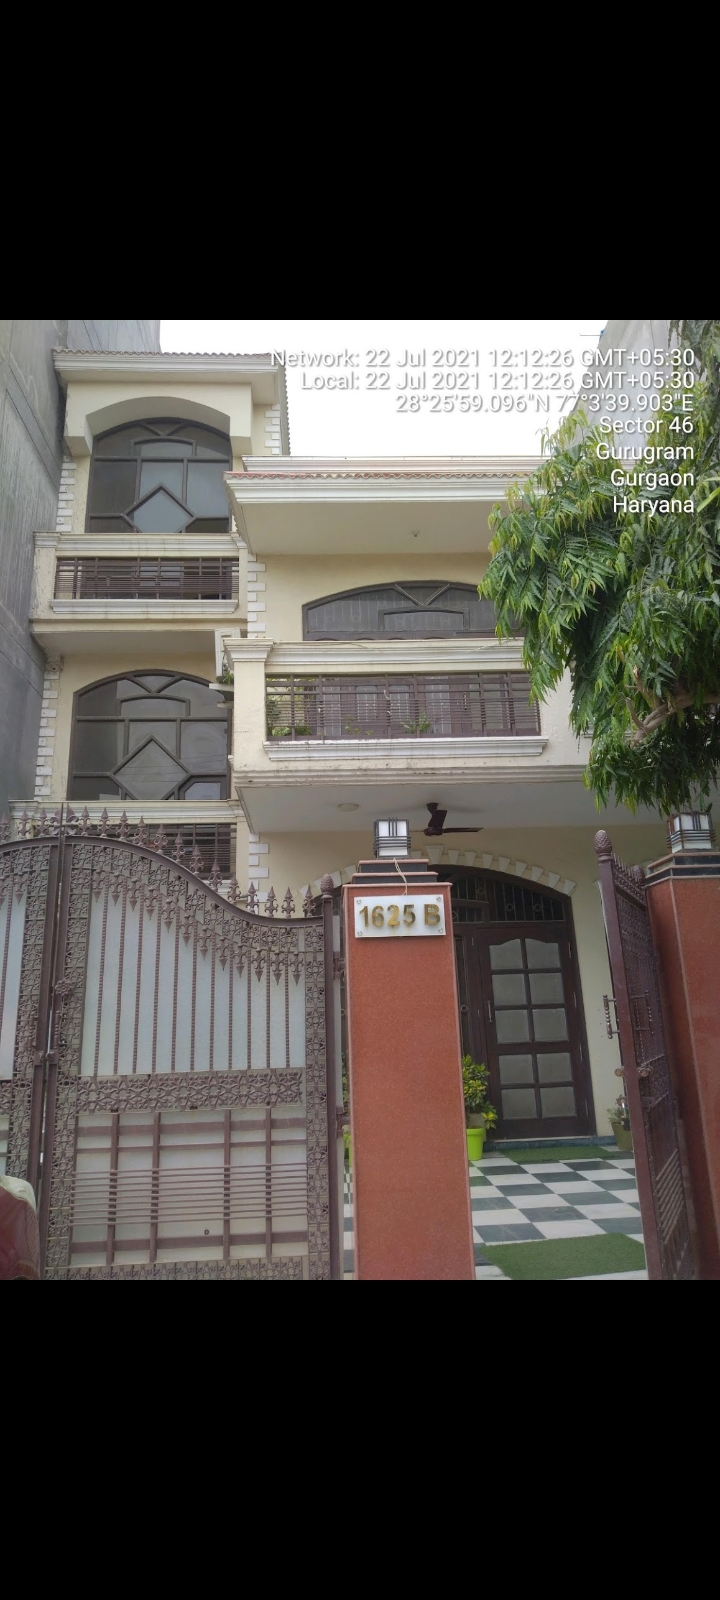 Network: 22 Jul 2021 12:12:26 GMT+05:30
Local: 22 Jul 2021 12:12:26 GMT+05:30
28°25'59.096"N 77°3'39.903"E
Sector 46
Gurugram
Gurgaon
Haryana
1625 B